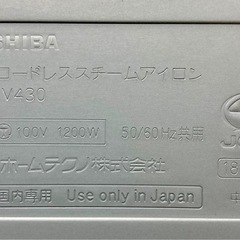 SHIBA
コードレススチームアイロン
V430
100V 1200W 50/60Hz共用
ホームテクノ株式会社
国内専用 Use only in Japan
18
中